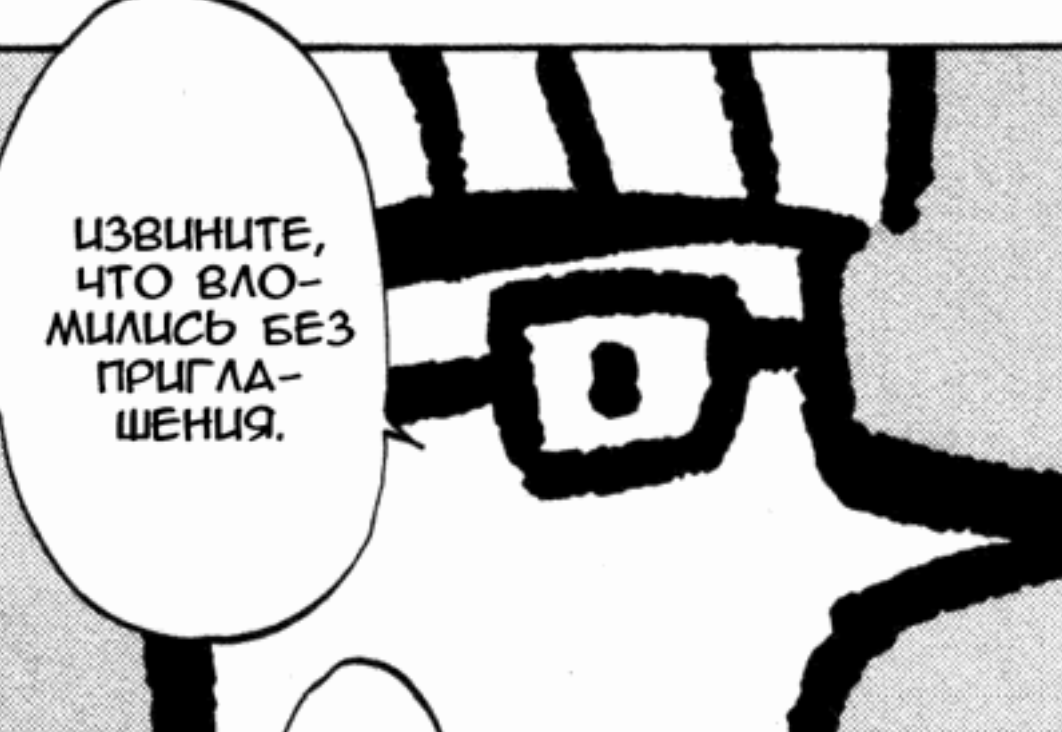 ИЗВИНИТЕ,
ЧТО ВЛО-
МИЛИСЬ БЕЗ
ПРИГЛА-
ШЕНИЯ.